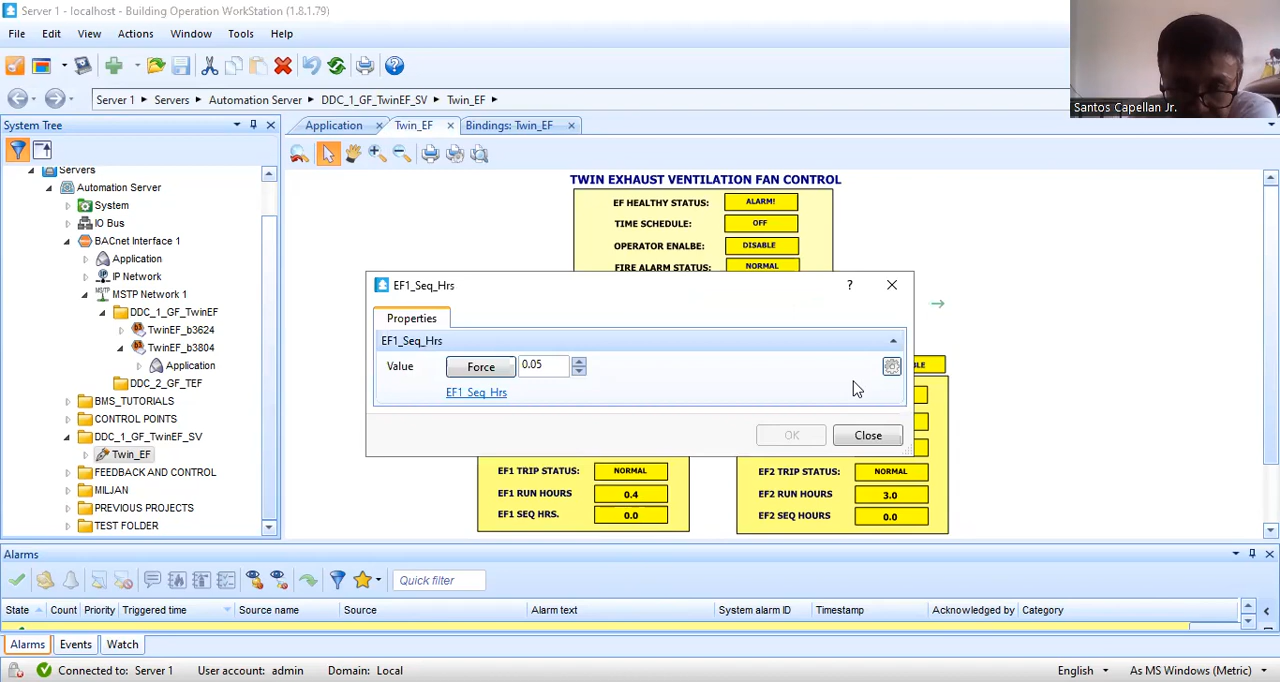 Server 1 - localhost - Building Operation WorkStation (1.8.1.79)
File Edit View Actions Window Tools Help
Santos Capellan Jr.
Server 1 Servers Automation Server DDC_1_GF_TwinEF_SV Twin_EF
System Tree
Application Twin_EF Bindings: Twin_EF
Servers
Automation Server
System
IO Bus
BACnet Interface 1
Application
IP Network
MSTP Network 1
DDC_1_GF_TwinEF
TwinEF_b3624
TwinEF_b3804
Application
DDC_2_GF_TEF
BMS_TUTORIALS
CONTROL POINTS
DDC_1_GF_TwinEF_SV
Twin_EF
FEEDBACK AND CONTROL
MILJAN
PREVIOUS PROJECTS
TEST FOLDER
TWIN EXHAUST VENTILATION FAN CONTROL
EF HEALTHY STATUS: ALARM!
TIME SCHEDULE: OFF
OPERATOR ENALBE: DISABLE
FIRE ALARM STATUS: NORMAL
EF1_Seq_Hrs ?
Properties
EF1_Seq_Hrs
Value Force 0.05
EF1_Seq_Hrs
OK Close
EF1 TRIP STATUS: NORMAL
EF1 RUN HOURS 0.4
EF1 SEQ HRS. 0.0
EF2 TRIP STATUS: NORMAL
EF2 RUN HOURS 3.0
EF2 SEQ HOURS 0.0
Alarms
Quick filter
State Count Priority Triggered time Source name Source Alarm text System alarm ID Timestamp Acknowledged by Category
Alarms Events Watch
Connected to: Server 1 User account: admin Domain: Local English As MS Windows (Metric)